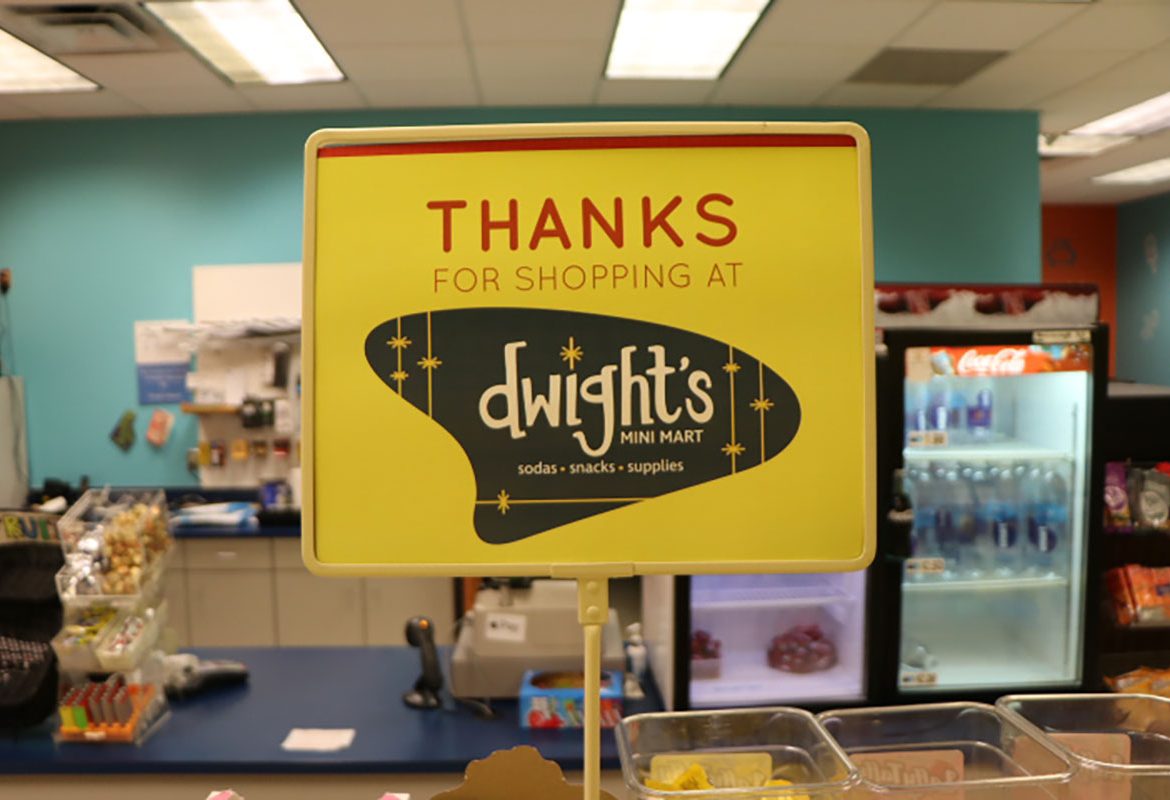 THANKS
FOR SHOPPING AT
dwight's
MINI MART
sodas • snacks • supplies
Coca-Cola